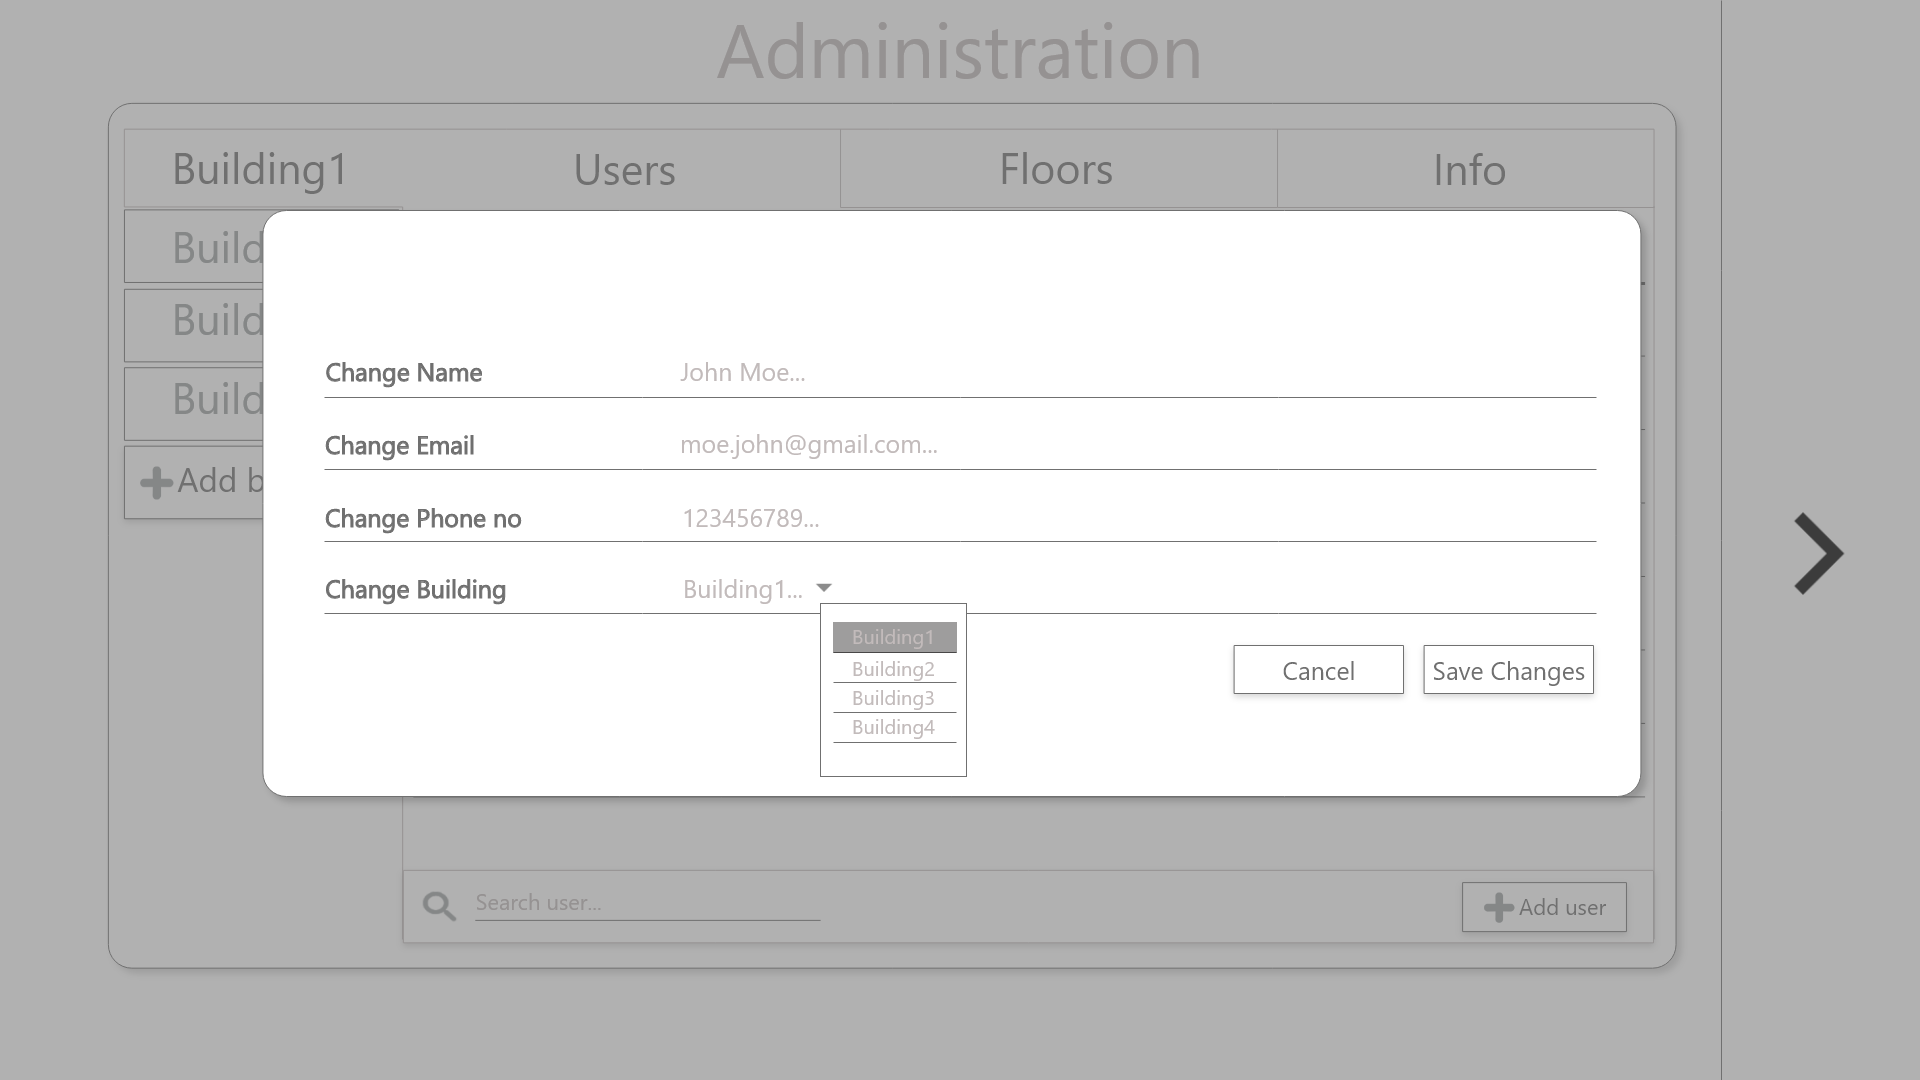 Administration
Building1 Users Floors Info
Build
Build
Build
Add b
Change Name John Moe...
Change Email moe.john@gmail.com...
Change Phone no 123456789...
Change Building Building1...
Building1
Building2
Building3
Building4
Cancel Save Changes
Search user... Add user